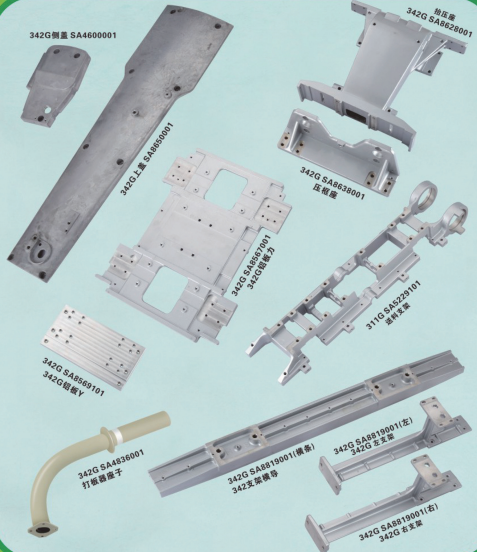 342G侧盖 SA4600001
抬压座
342G SA8628001
342G上盖 SA8650001
342G SA8638001
压框座
342G SA8567001
342G铝板力
311G SA5229101
送料支架
342G SA8569101
342G铝板Y
342G SA4836001
打板器座子
342G SA8819001(横条)
342支架横导
342G SA8819001(左)
342G 左支架
342G SA8819001(右)
342G 右支架